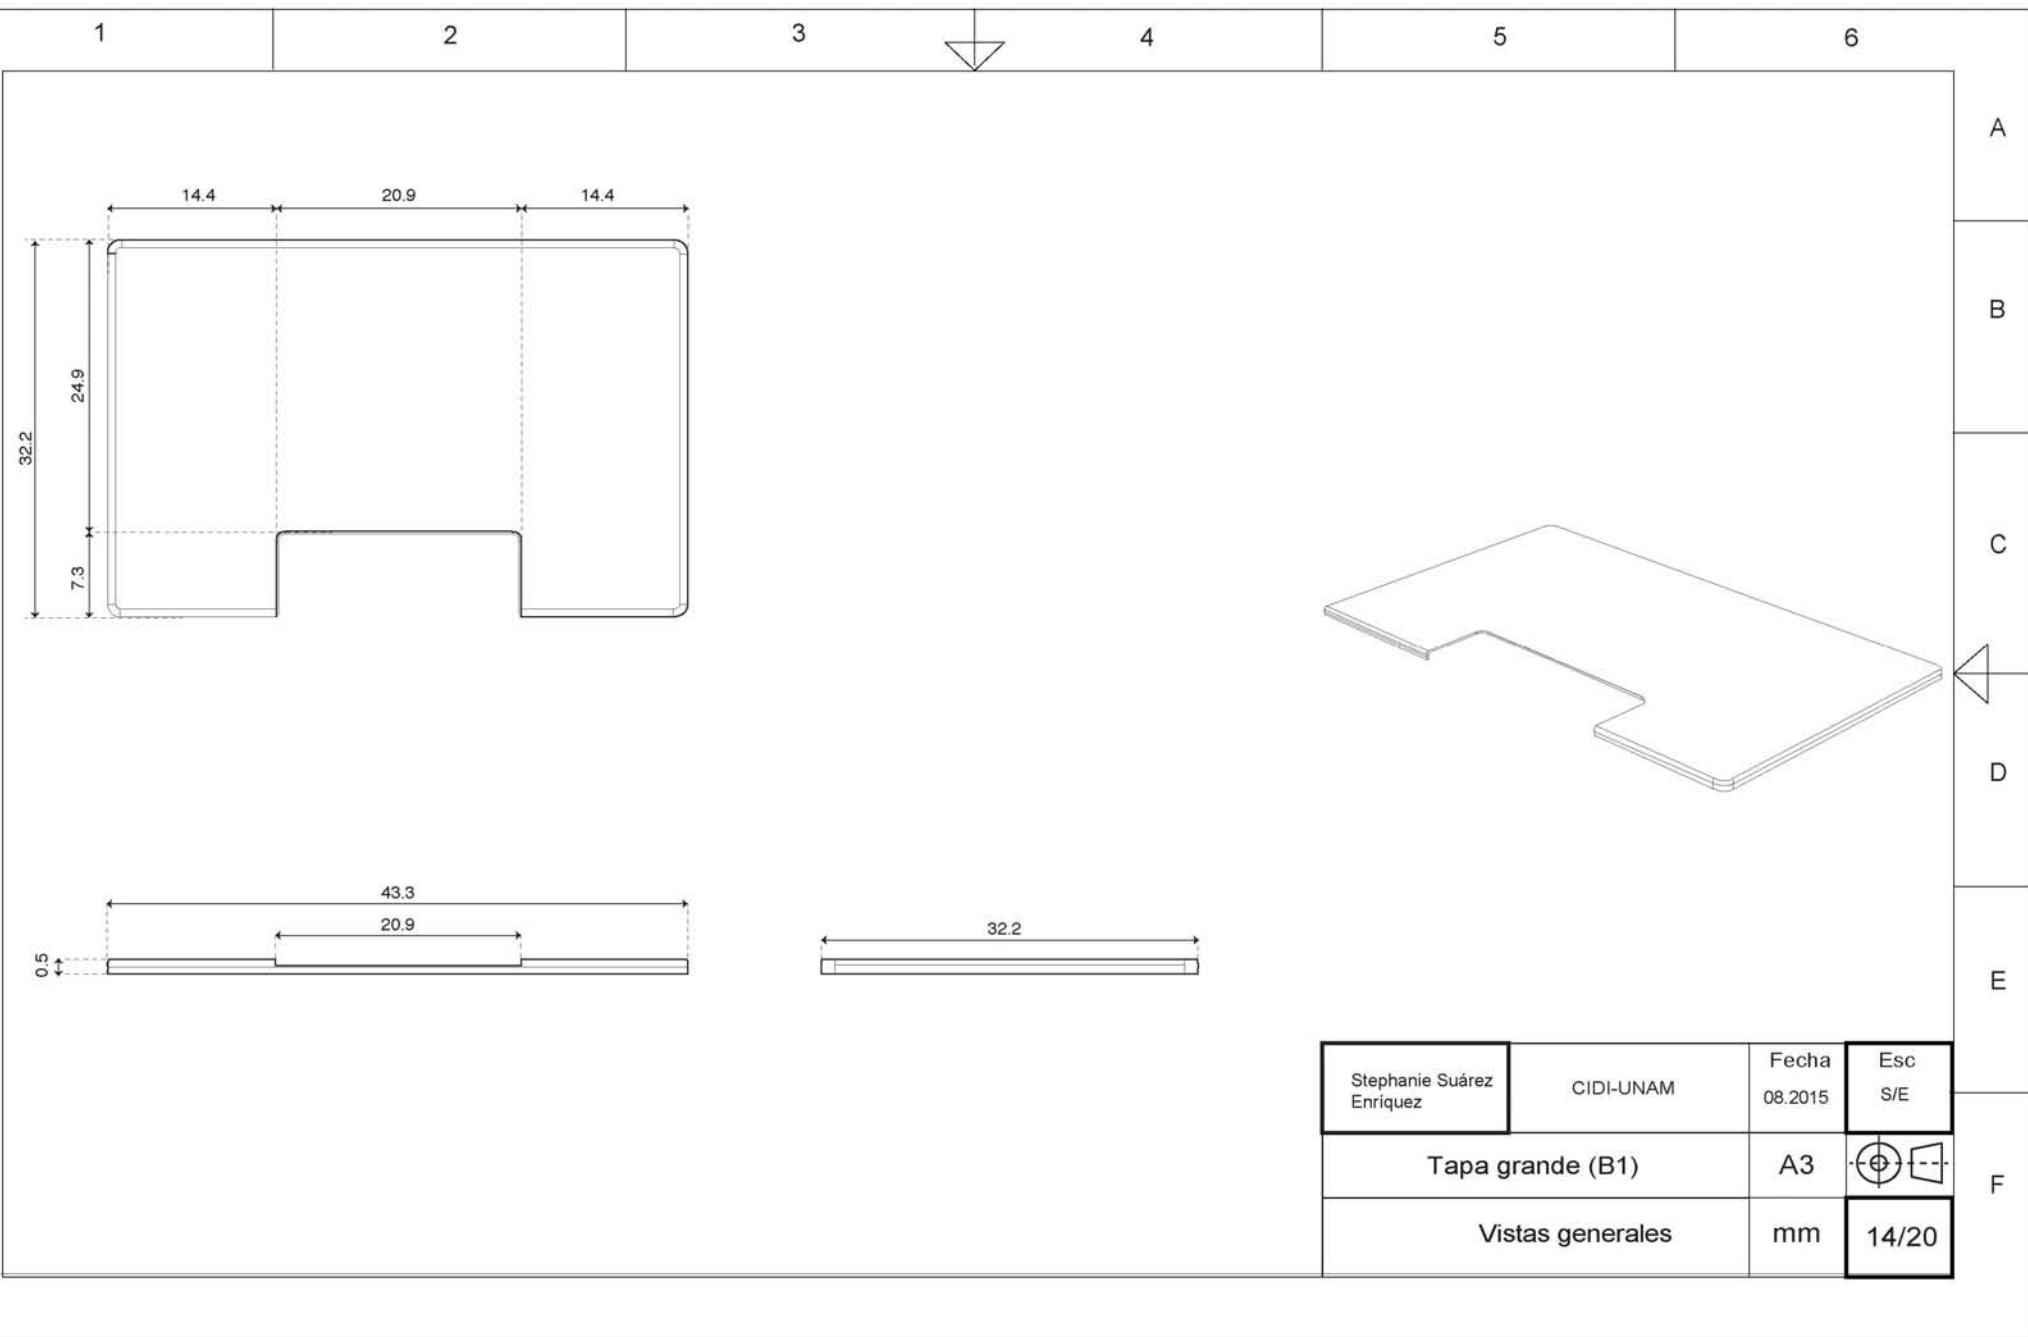 1 2 3 4 5 6
A
B
C
D
E
F
14.4 20.9 14.4
24.9
32.2
7.3
43.3
20.9
0.5
32.2
Stephanie Suárez
Enríquez
CIDI-UNAM
Fecha
08.2015
Esc
S/E
Tapa grande (B1)
A3
Vistas generales
mm
14/20